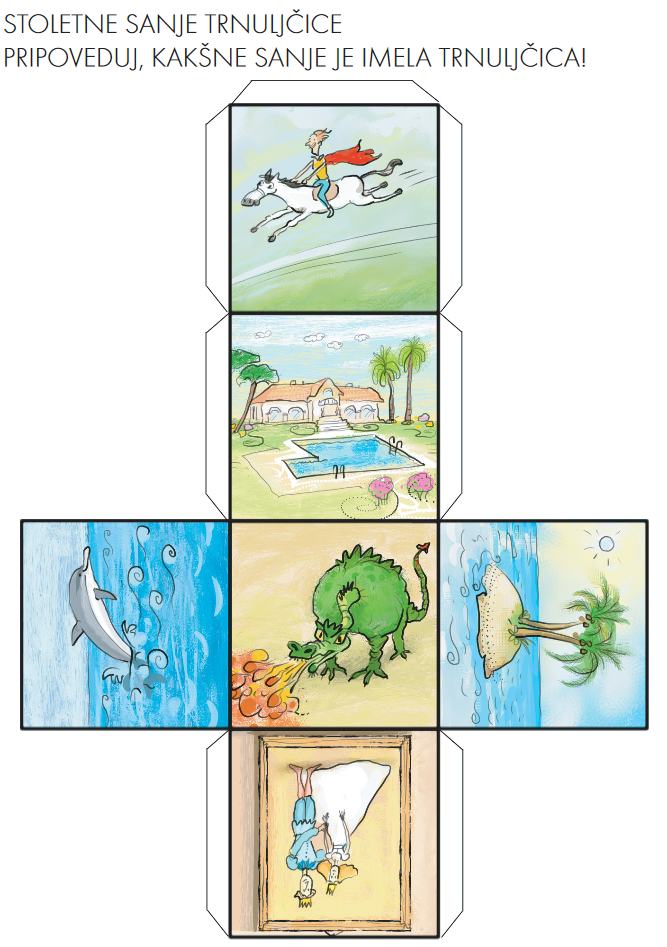 STOLETNE SANJE TRNULJČICE
PRIPOVEDUJ, KAKŠNE SANJE JE IMELA TRNULJČICA!